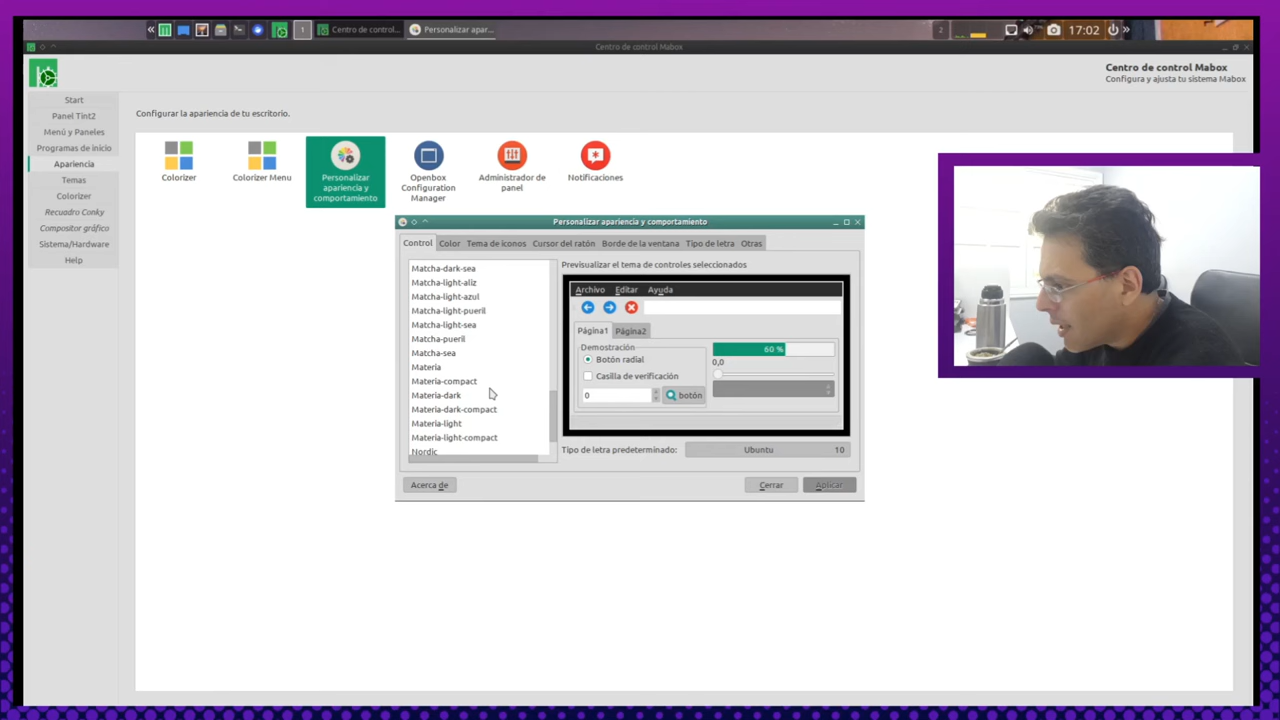 «
1
Centro de control...
Personalizar apar...
2
17:02
»
Centro de control Mabox
Centro de control Mabox
Configura y ajusta tu sistema Mabox
Start
Panel Tint2
Menú y Paneles
Programas de inicio
Apariencia
Temas
Colorizer
Recuadro Conky
Compositor gráfico
Sistema/Hardware
Help
Configurar la apariencia de tu escritorio.
Colorizer
Colorizer Menu
Personalizar
apariencia y
comportamiento
Openbox
Configuration
Manager
Administrador de
panel
Notificaciones
Personalizar apariencia y comportamiento
Control
Color
Tema de iconos
Cursor del ratón
Borde de la ventana
Tipo de letra
Otras
Matcha-dark-sea
Matcha-light-aliz
Matcha-light-azul
Matcha-light-pueril
Matcha-light-sea
Matcha-pueril
Matcha-sea
Materia
Materia-compact
Materia-dark
Materia-dark-compact
Materia-light
Materia-light-compact
Nordic
Previsualizar el tema de controles seleccionados
Archivo Editar Ayuda
Página1 Página2
Demostración
Botón radial
Casilla de verificación
0
botón
60 %
0,0
Tipo de letra predeterminado:
Ubuntu 10
Acerca de
Cerrar
Aplicar